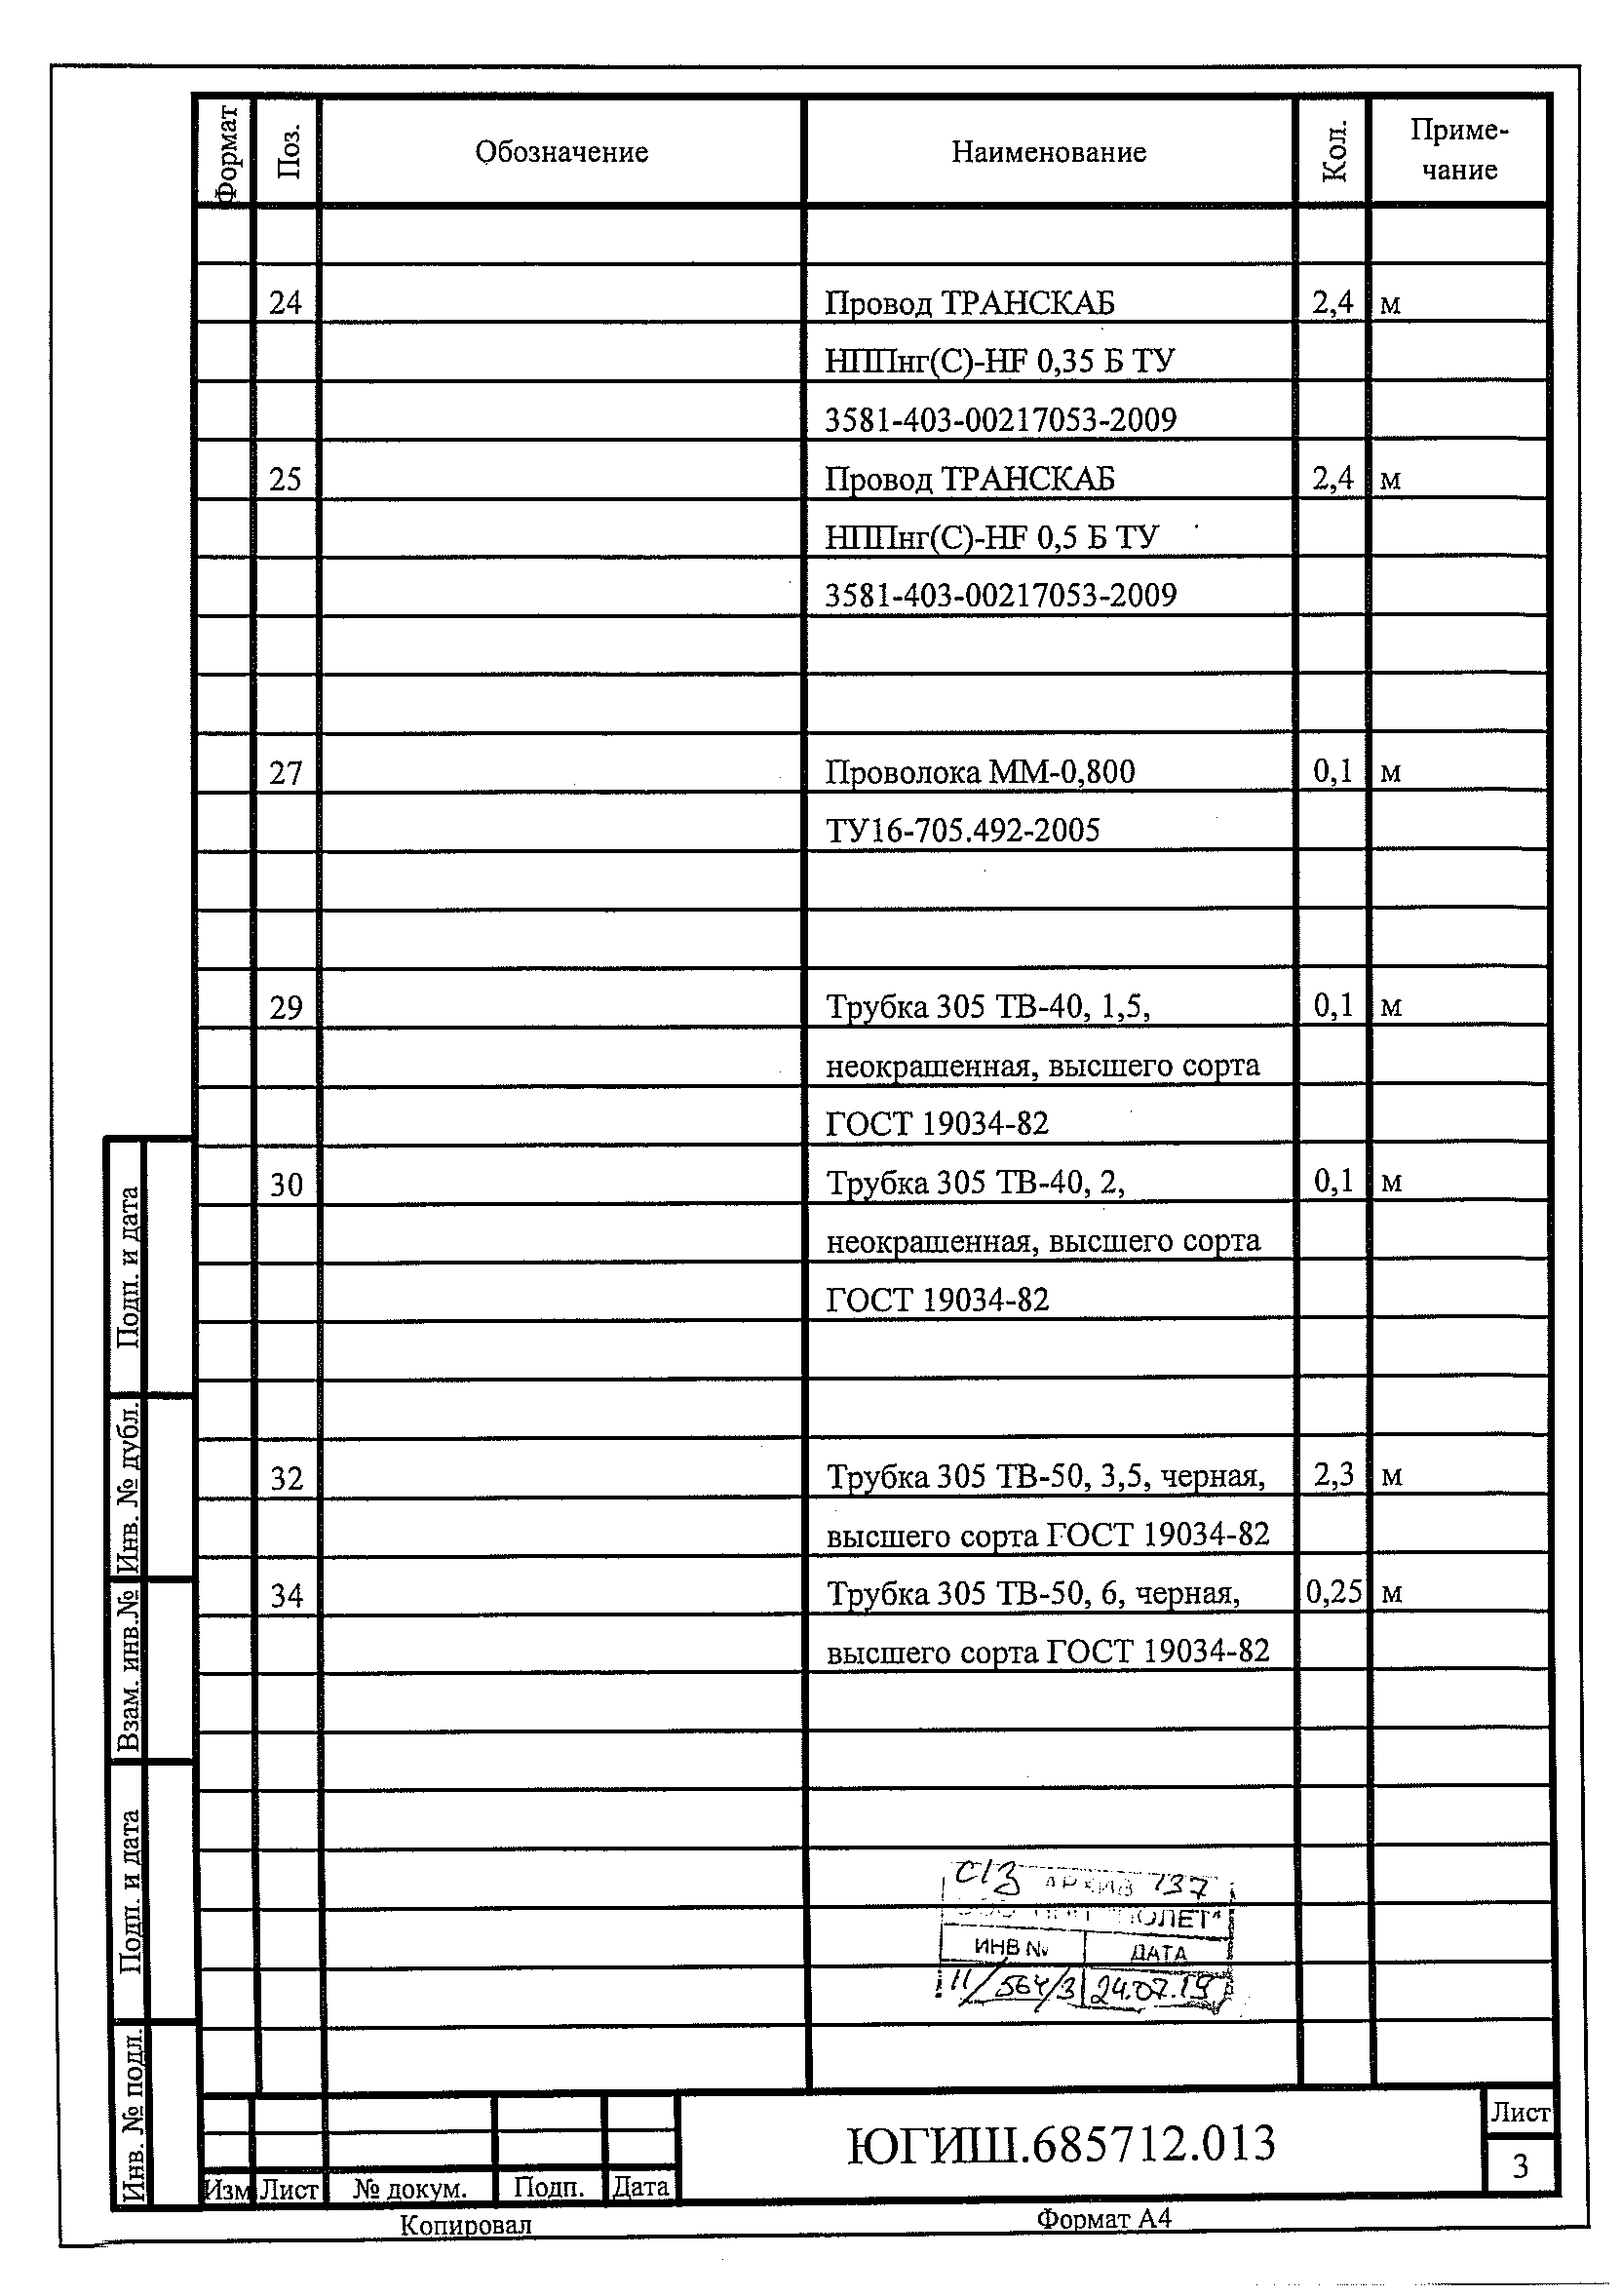 Формат
Поз.
Обозначение
Наименование
Кол.
Приме-
чание
24 Провод ТРАНСКАБ 2,4 м
НППнг(С)-HF 0,35 Б ТУ
3581-403-00217053-2009
25 Провод ТРАНСКАБ 2,4 м
НППнг(С)-HF 0,5 Б ТУ
3581-403-00217053-2009
27 Проволока ММ-0,800 0,1 м
ТУ16-705.492-2005
29 Трубка 305 ТВ-40, 1,5, 0,1 м
неокрашенная, высшего сорта
ГОСТ 19034-82
30 Трубка 305 ТВ-40, 2, 0,1 м
неокрашенная, высшего сорта
ГОСТ 19034-82
32 Трубка 305 ТВ-50, 3,5, черная, 2,3 м
высшего сорта ГОСТ 19034-82
34 Трубка 305 ТВ-50, 6, черная, 0,25 м
высшего сорта ГОСТ 19034-82
Подп. и дата
Инв. № дубл.
Взам. инв.№
Подп. и дата
Инв. № подл.
АРХИВ 137
ИНВ № ДАТА
11/564/3 24.07.19
Изм Лист № докум. Подп. Дата
ЮГИШ.685712.013
Лист
3
Копировал
Формат А4